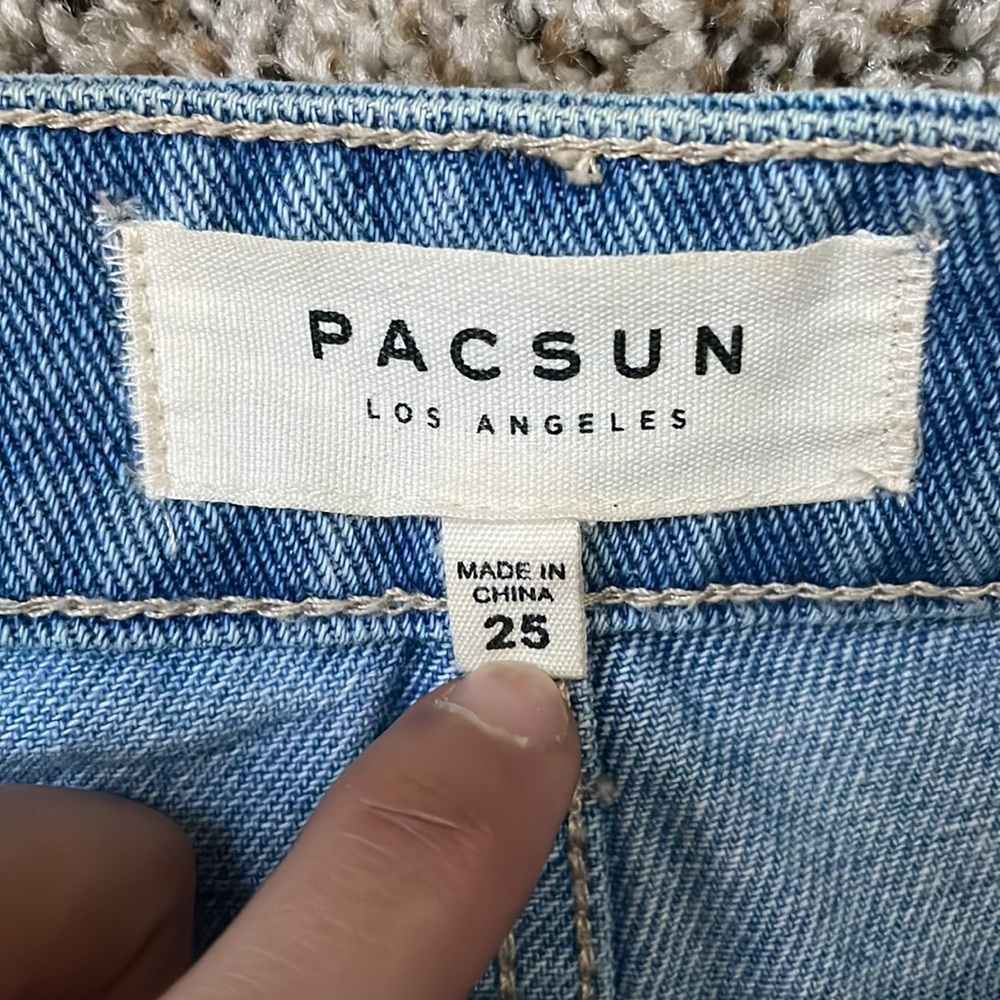 PACSUN
LOS ANGELES
MADE IN
CHINA
25